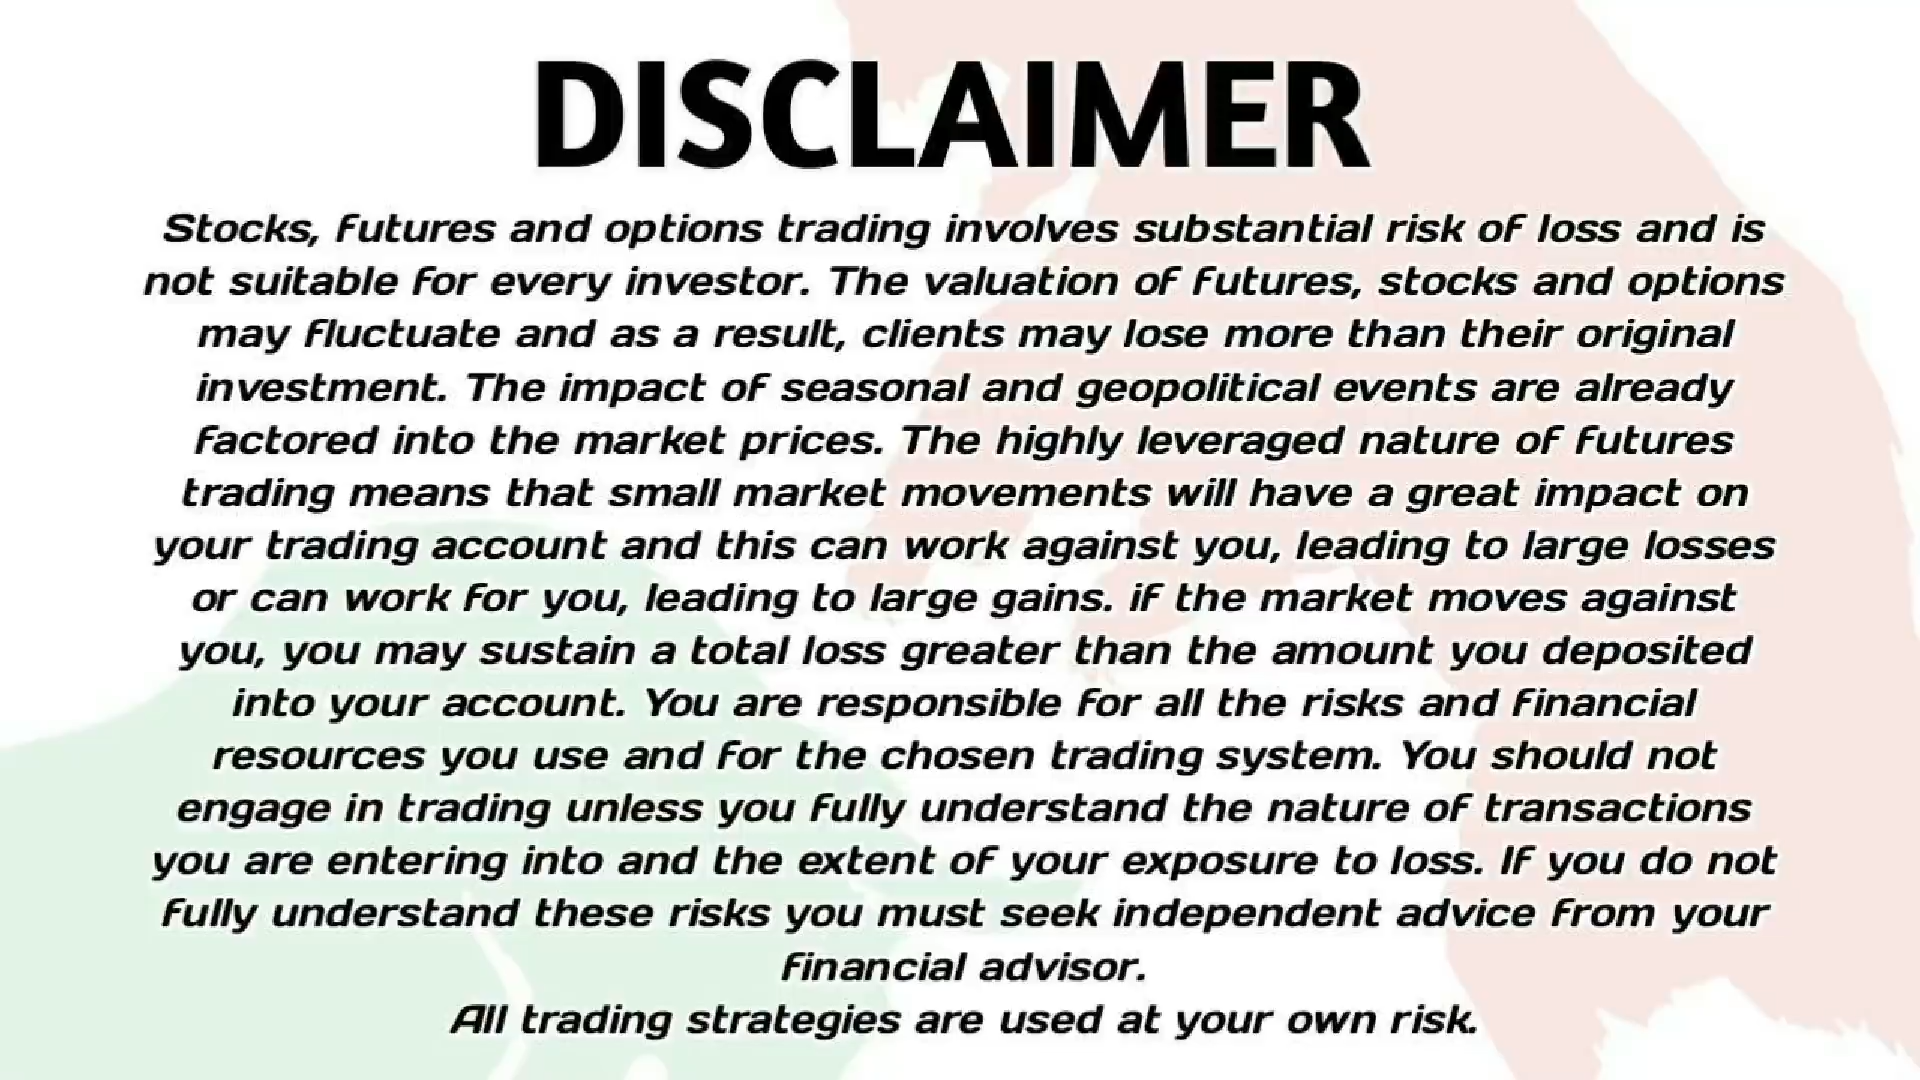 DISCLAIMER
Stocks, futures and options trading involves substantial risk of loss and is
not suitable for every investor. The valuation of futures, stocks and options
may fluctuate and as a result, clients may lose more than their original
investment. The impact of seasonal and geopolitical events are already
factored into the market prices. The highly leveraged nature of futures
trading means that small market movements will have a great impact on
your trading account and this can work against you, leading to large losses
or can work for you, leading to large gains. if the market moves against
you, you may sustain a total loss greater than the amount you deposited
into your account. You are responsible for all the risks and financial
resources you use and for the chosen trading system. You should not
engage in trading unless you fully understand the nature of transactions
you are entering into and the extent of your exposure to loss. If you do not
fully understand these risks you must seek independent advice from your
financial advisor.
All trading strategies are used at your own risk.